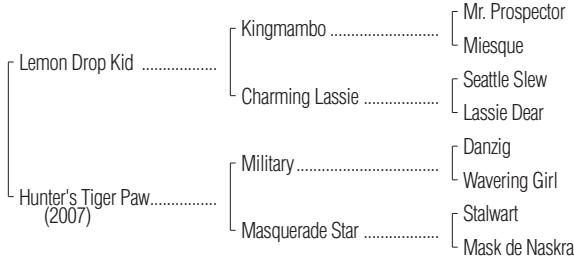 Mr. Prospector
Kingmambo ........................
Miesque
Lemon Drop Kid .................
Seattle Slew
Charming Lassie .................
Lassie Dear
Danzig
Military................................
Wavering Girl
Hunter's Tiger Paw...............
(2007)
Stalwart
Masquerade Star .................
Mask de Naskra